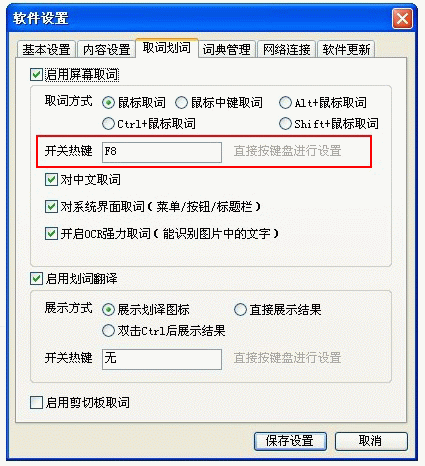 软件设置
基本设置 内容设置 取词划词 词典管理 网络连接 软件更新
启用屏幕取词
取词方式 鼠标取词 鼠标中键取词 Alt+鼠标取词
Ctrl+鼠标取词 Shift+鼠标取词
开关热键 F8 直接按键盘进行设置
对中文取词
对系统界面取词(菜单/按钮/标题栏)
开启OCR强力取词(能识别图片中的文字)
启用划词翻译
展示方式 展示划译图标 直接展示结果
双击Ctrl后展示结果
开关热键 无 直接按键盘进行设置
启用剪切板取词
保存设置 取消